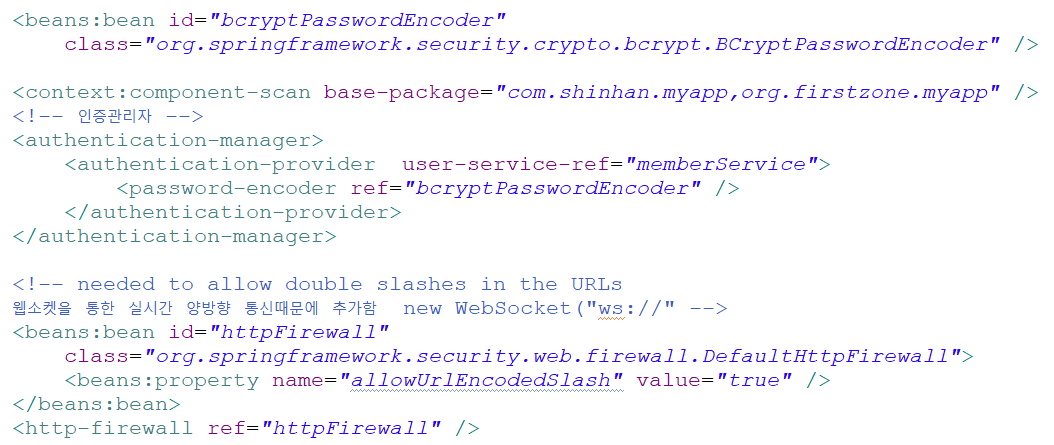 <beans:bean id="bcryptPasswordEncoder"
class="org.springframework.security.crypto.bcrypt.BCryptPasswordEncoder" />
<context:component-scan base-package="com.shinhan.myapp,org.firstzone.myapp" />
<!-- 인증관리자 -->
<authentication-manager>
<authentication-provider user-service-ref="memberService">
<password-encoder ref="bcryptPasswordEncoder" />
</authentication-provider>
</authentication-manager>
<!-- needed to allow double slashes in the URLs
웹소켓을 통한 실시간 양방향 통신때문에 추가함 new WebSocket("ws://" -->
<beans:bean id="httpFirewall"
class="org.springframework.security.web.firewall.DefaultHttpFirewall">
<beans:property name="allowUrlEncodedSlash" value="true" />
</beans:bean>
<http-firewall ref="httpFirewall" />